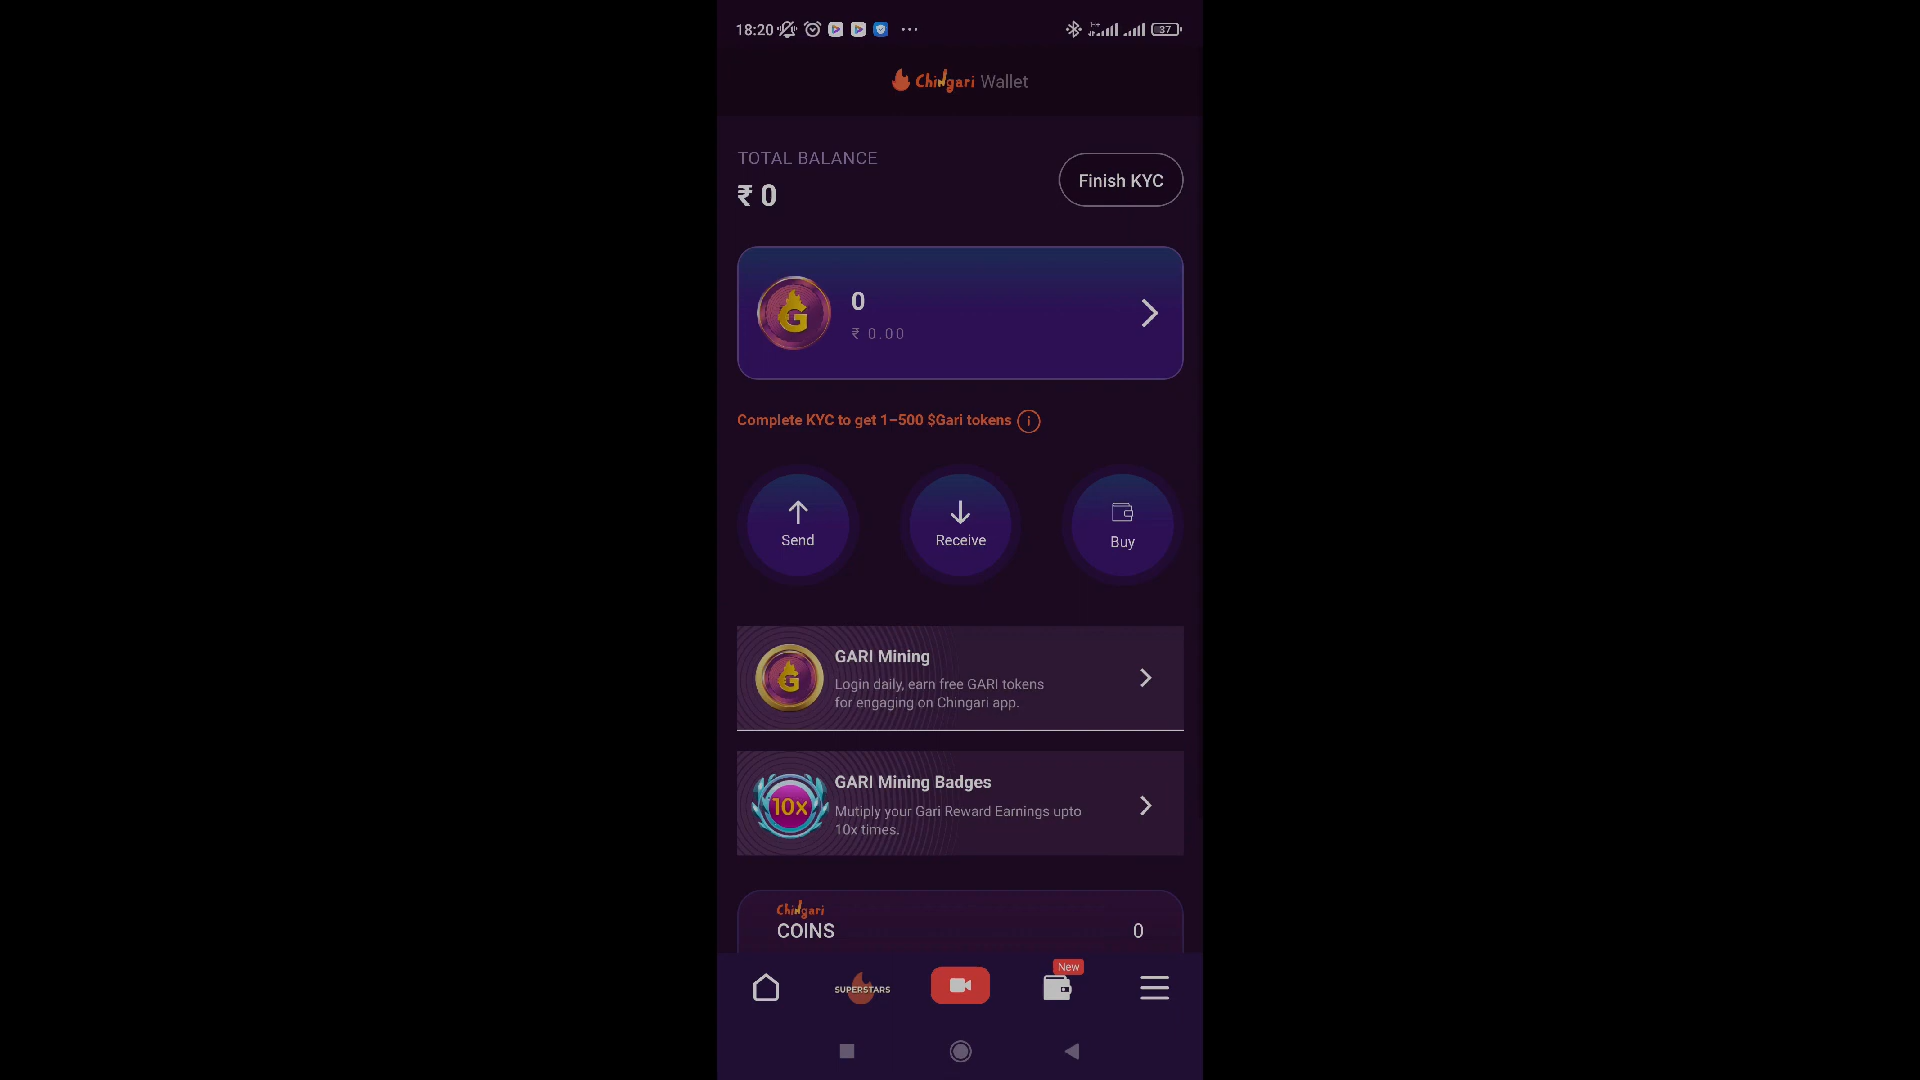 18:20 37
Chingari Wallet
TOTAL BALANCE
₹ 0
Finish KYC
G
0
₹ 0.00
Complete KYC to get 1–500 $Gari tokens i
Send
Receive
Buy
G
GARI Mining
Login daily, earn free GARI tokens
for engaging on Chingari app.
10x
GARI Mining Badges
Mutiply your Gari Reward Earnings upto
10x times.
Chingari
COINS
0
New
SUPERSTARS